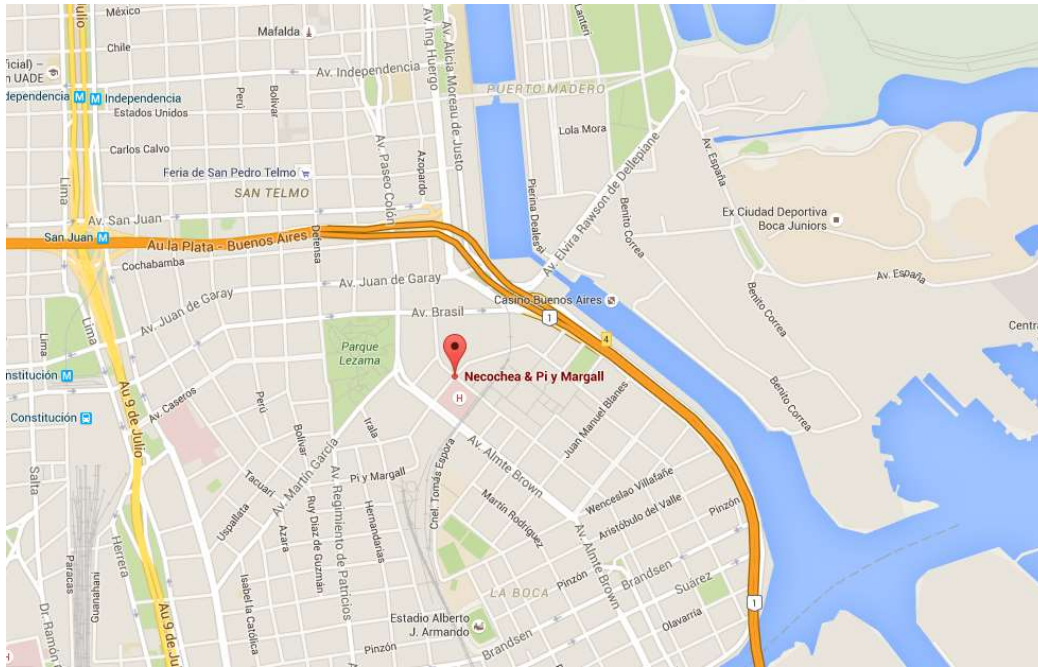 Julio
México
Chile
Mafalda
Av. Ing Huergo
Av. Alicia Moreau de Justo
Lanteri
ficial) –
n UADE
Av. Independencia
PUERTO MADERO
dependencia
Independencia
Perú
Bolívar
Estados Unidos
Lola Mora
Carlos Calvo
Av. Paseo Colón
Azopardo
Av. España
Feria de San Pedro Telmo
SAN TELMO
Lima
Pierina Dealessi
Av. Elvira Rawson de Dellepiane
Benito Correa
Ex Ciudad Deportiva
Boca Juniors
Av. San Juan
San Juan
Au la Plata - Buenos Aires
Defensa
Cochabamba
Av. Juan de Garay
Av. España
Av. Juan de Garay
Casino Buenos Aires
Benito Correa
Av. Brasil
1
4
Lima
Lima
Centra
Parque
Lezama
Necochea & Pi y Margall
H
onstitución
Constitución
Av. Caseros
Perú
Au 9 de Julio
Bolívar
Irala
Juan Manuel Blanes
Benito Correa
Av. Martín García
Pi y Margall
Cnel. Tomás Espora
Av. Almte Brown
Salta
Tacuarí
Uspallata
Azara
Ruy Díaz de Guzmán
Av. Regimiento de Patricios
Hernandarias
Martín Rodríguez
Wenceslao Villafañe
Aristóbulo del Valle
Pinzón
Av. Almte Brown
Herrera
Paracas
Guanahani
Isabel la Católica
Au 9 de Ju
Dr. Ramón
Pinzón
LA BOCA
Brandsen
Suárez
1
Estadio Alberto
J. Armando
Olavarría
Pinzón
Brandsen